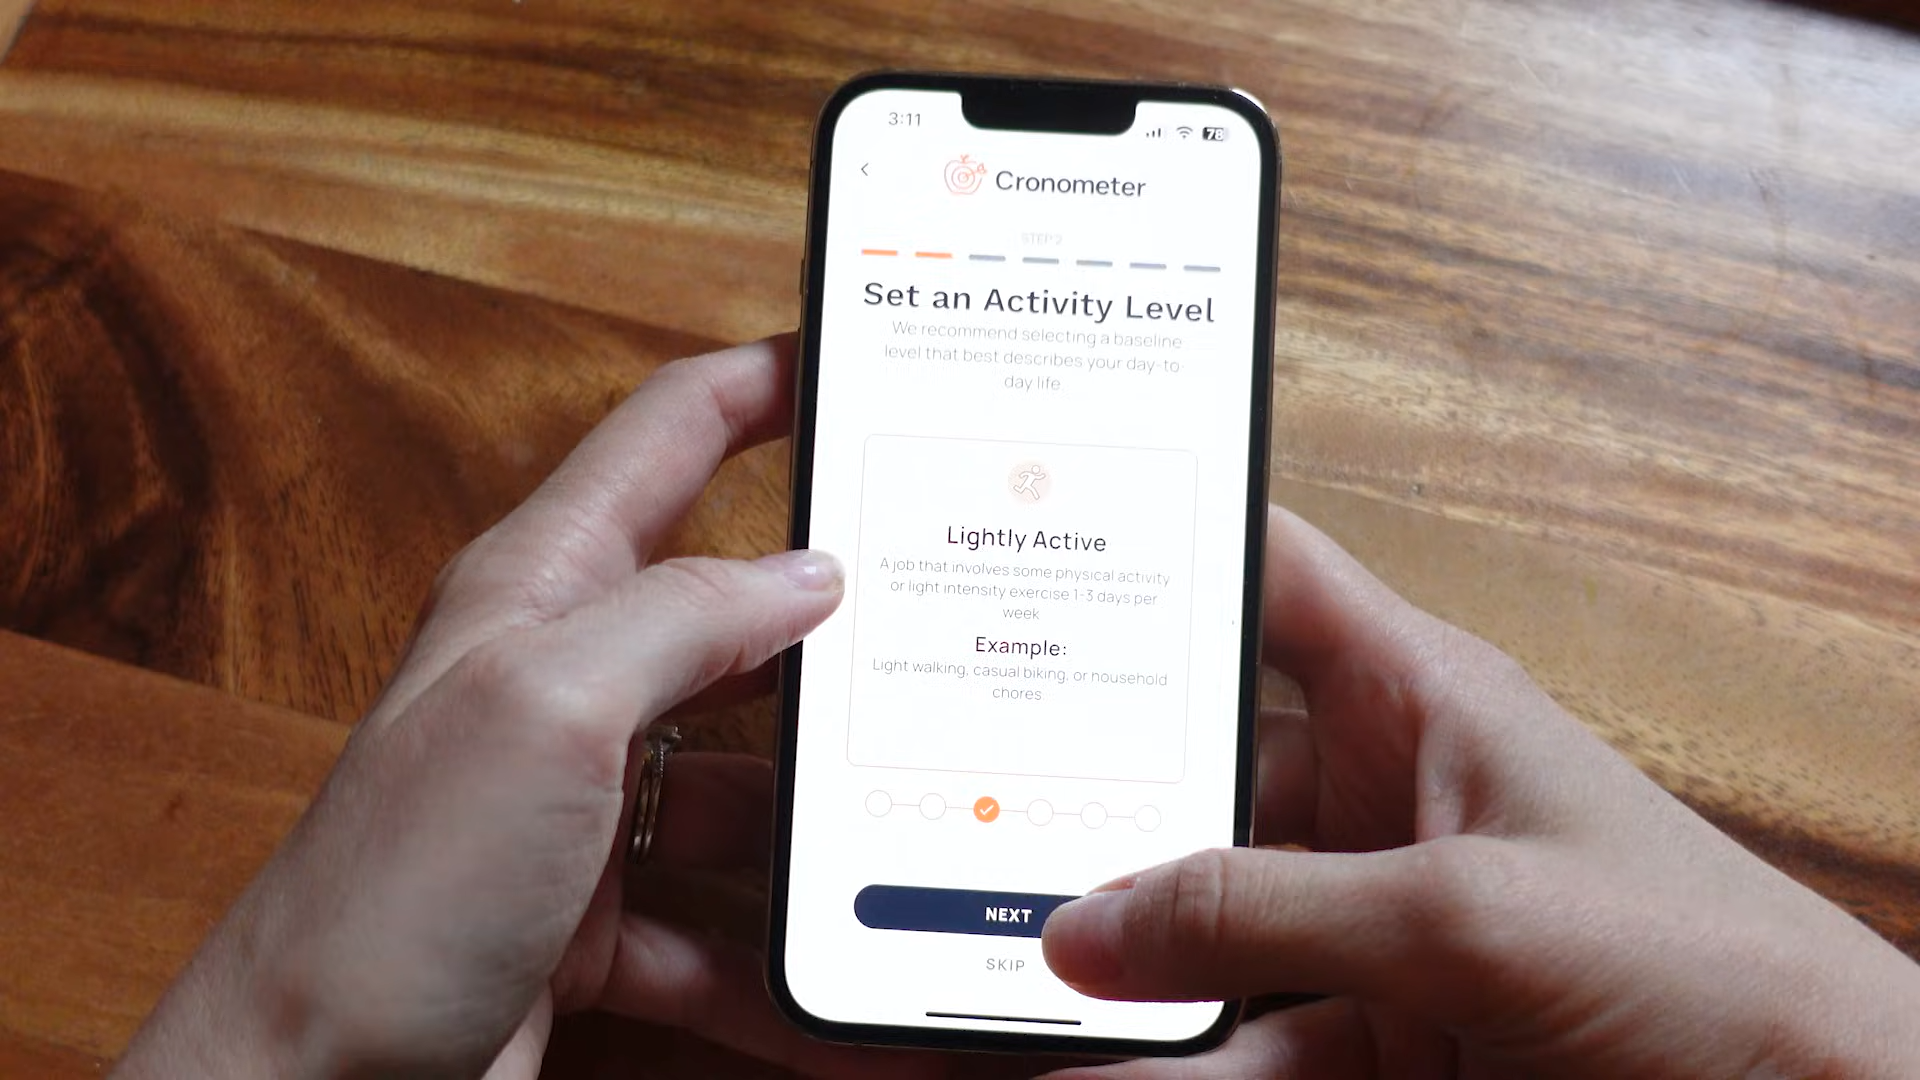 3:11
78
Cronometer
STEP 2
Set an Activity Level
We recommend selecting a baseline
level that best describes your day-to-
day life
Lightly Active
A job that involves some physical activity
or light intensity exercise 1-3 days per
week
Example:
Light walking, casual biking, or household
chores
NEXT
SKIP